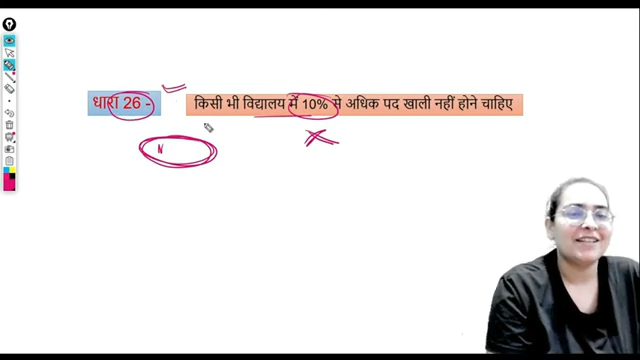 धारा 26 - किसी भी विद्यालय में 10% से अधिक पद खाली नहीं होने चाहिए